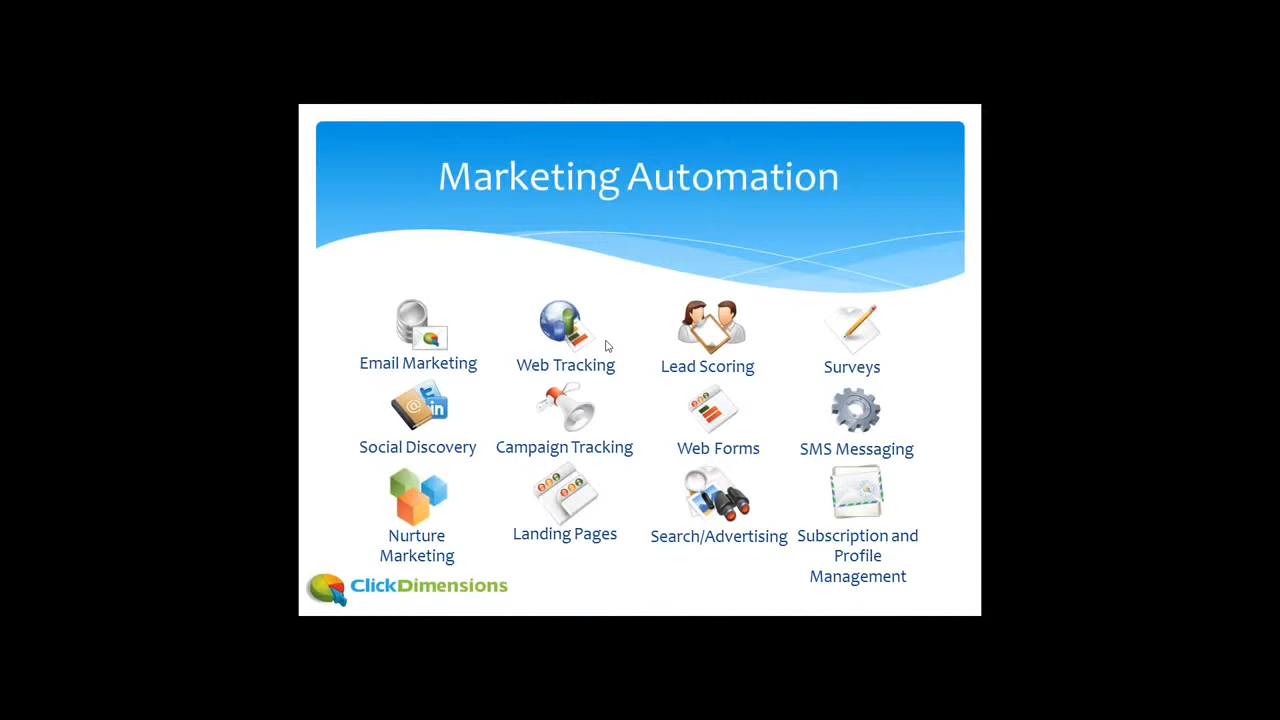 Marketing Automation
Email Marketing
Web Tracking
Lead Scoring
Surveys
Social Discovery
Campaign Tracking
Web Forms
SMS Messaging
Nurture
Marketing
Landing Pages
Search/Advertising
Subscription and
Profile
Management
ClickDimensions